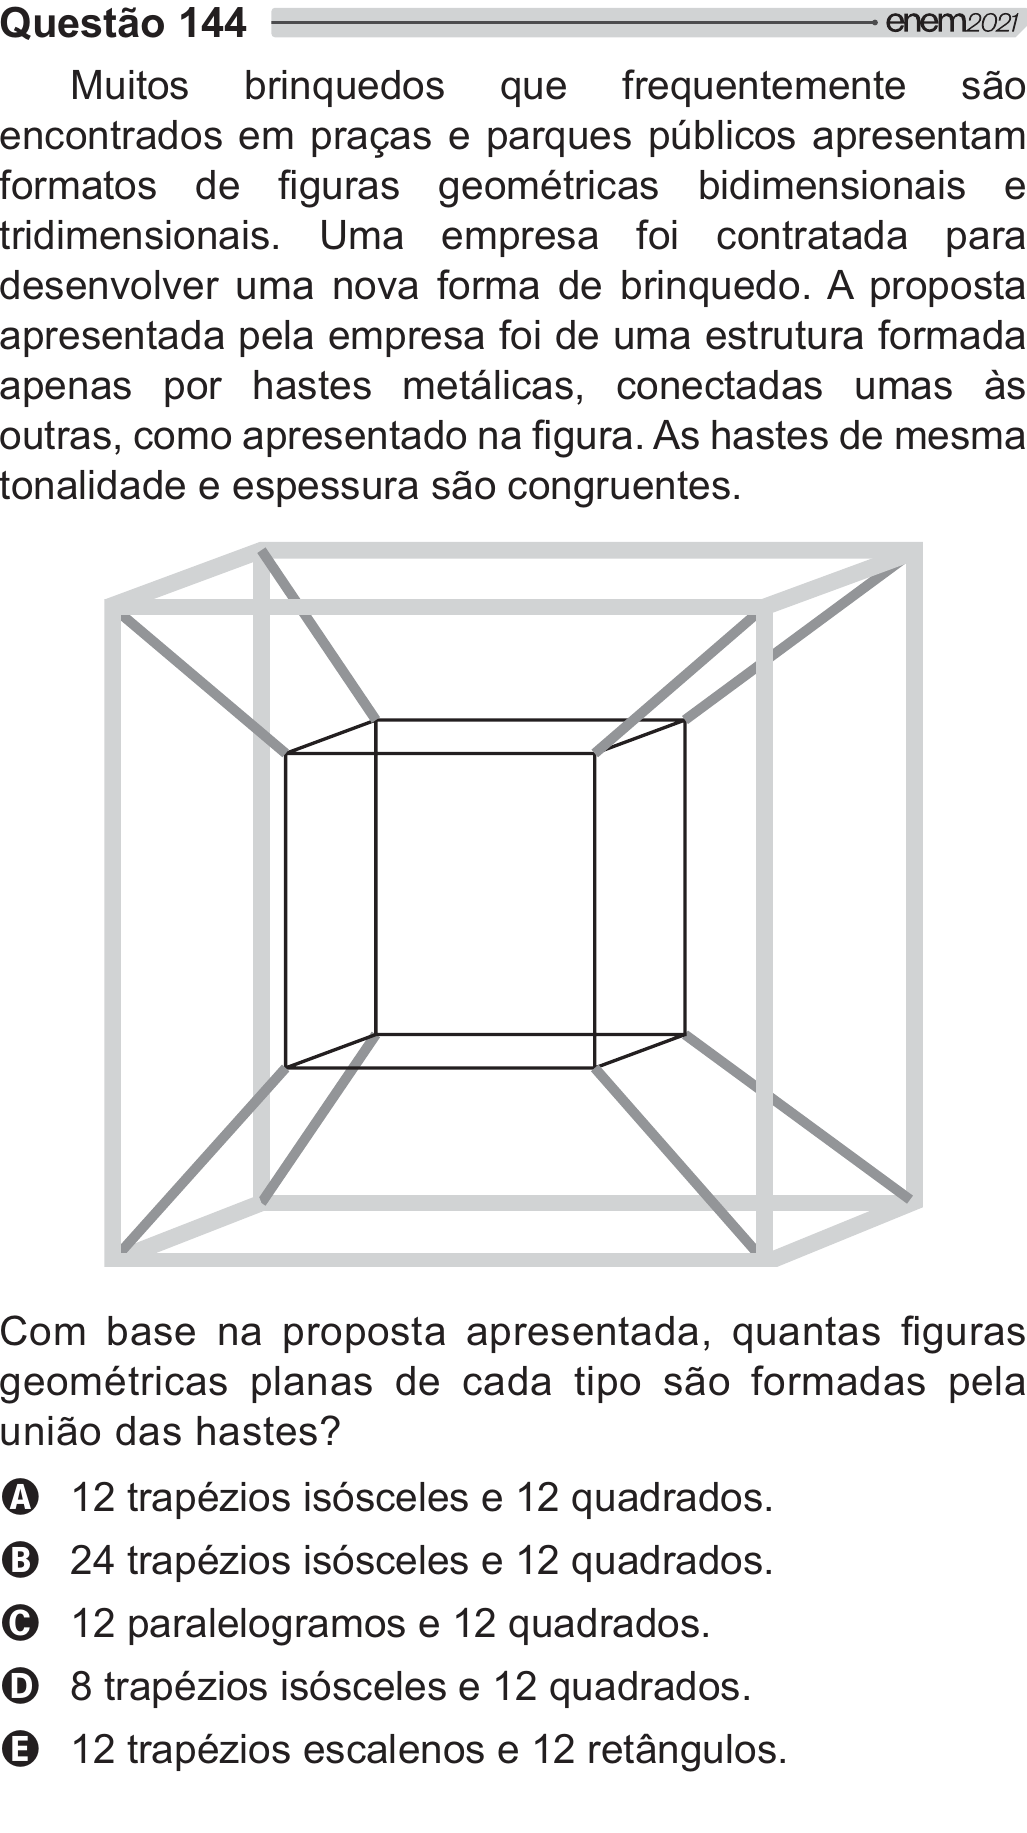 Questão 144 enem2021
Muitos brinquedos que frequentemente são
encontrados em praças e parques públicos apresentam
formatos de figuras geométricas bidimensionais e
tridimensionais. Uma empresa foi contratada para
desenvolver uma nova forma de brinquedo. A proposta
apresentada pela empresa foi de uma estrutura formada
apenas por hastes metálicas, conectadas umas às
outras, como apresentado na figura. As hastes de mesma
tonalidade e espessura são congruentes.
Com base na proposta apresentada, quantas figuras
geométricas planas de cada tipo são formadas pela
união das hastes?
A 12 trapézios isósceles e 12 quadrados.
B 24 trapézios isósceles e 12 quadrados.
C 12 paralelogramos e 12 quadrados.
D 8 trapézios isósceles e 12 quadrados.
E 12 trapézios escalenos e 12 retângulos.